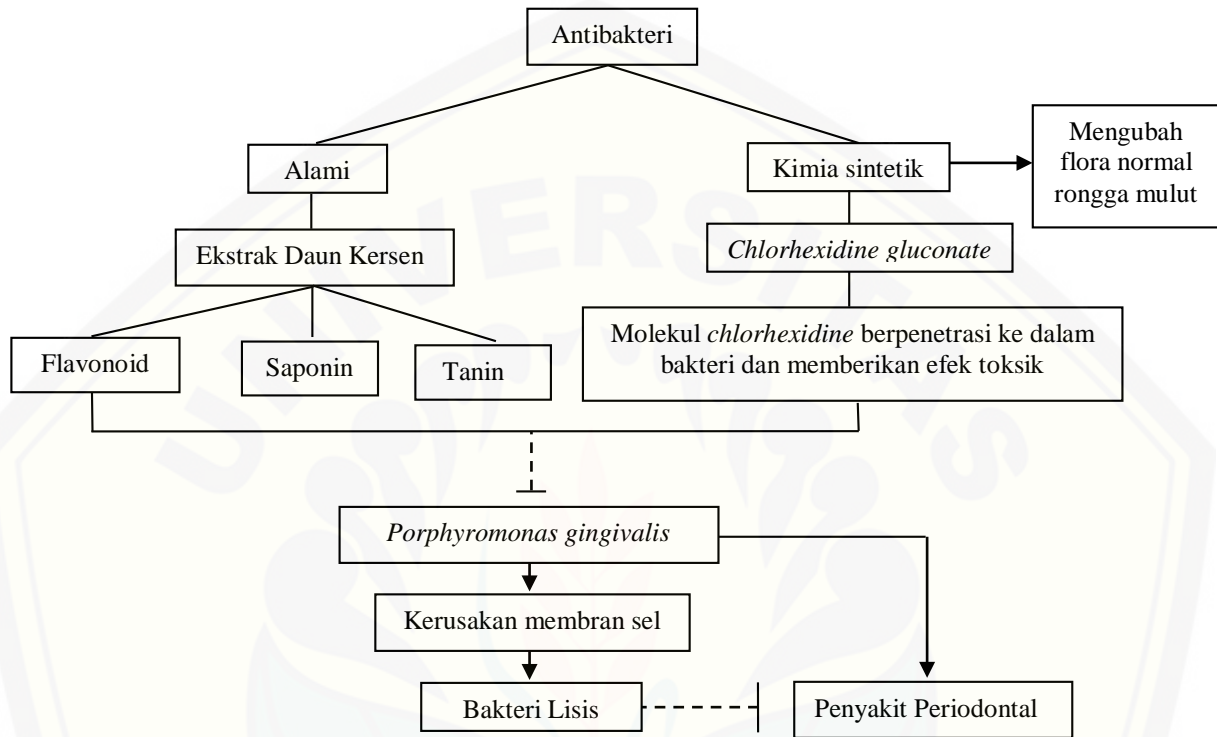 Antibakteri
Alami
Kimia sintetik
Mengubah
flora normal
rongga mulut
Ekstrak Daun Kersen
Chlorhexidine gluconate
Flavonoid
Saponin
Tanin
Molekul chlorhexidine berpenetrasi ke dalam
bakteri dan memberikan efek toksik
Porphyromonas gingivalis
Kerusakan membran sel
Bakteri Lisis
Penyakit Periodontal
UNIVERSITAS